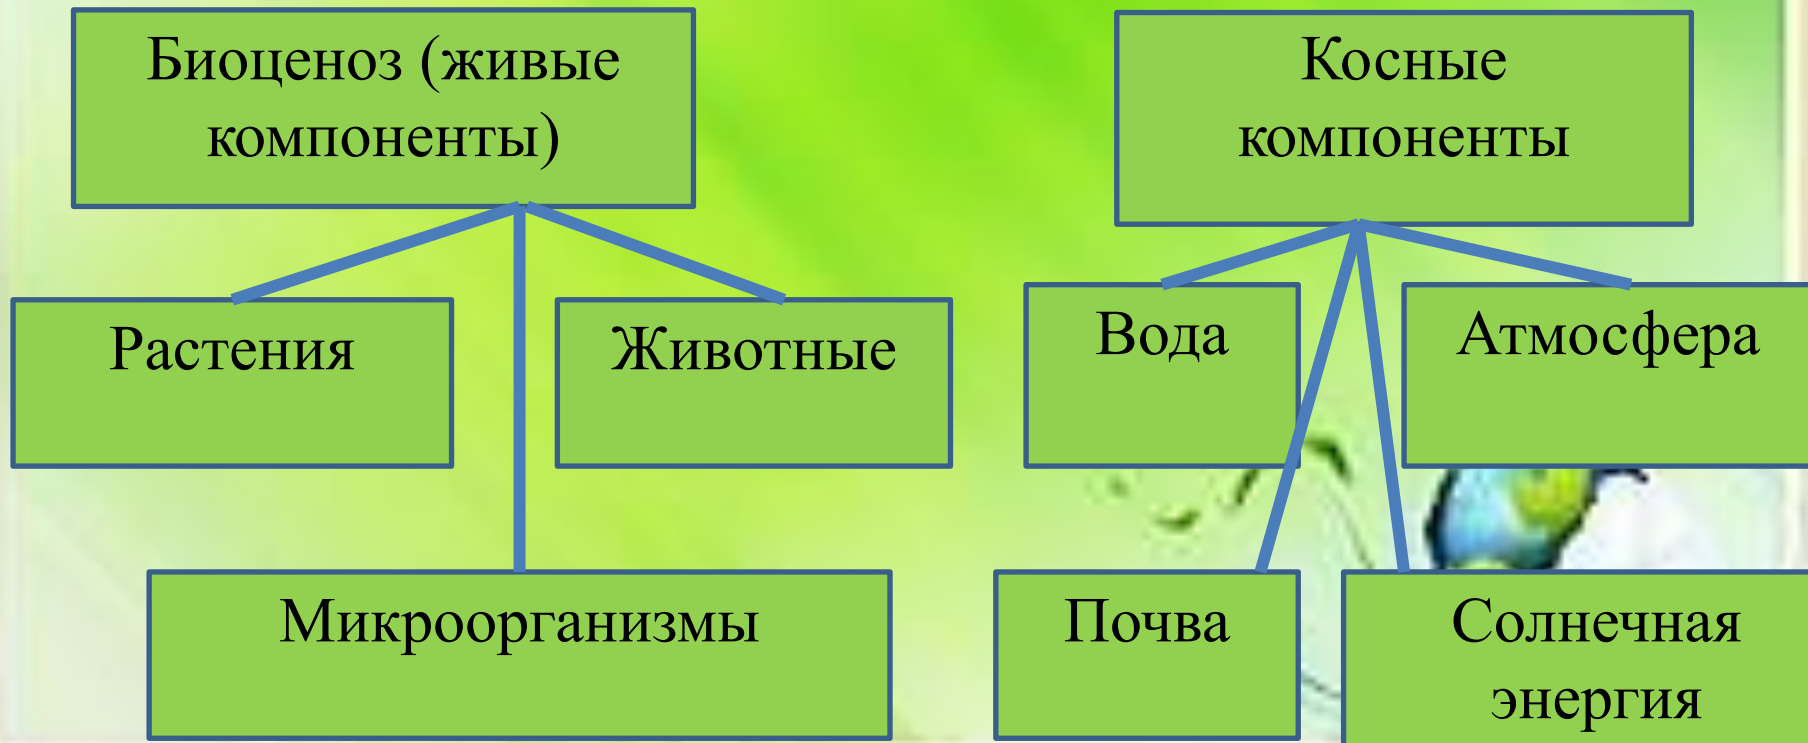 Биоценоз (живые
компоненты)
Косные
компоненты
Растения
Животные
Вода
Атмосфера
Микроорганизмы
Почва
Солнечная
энергия